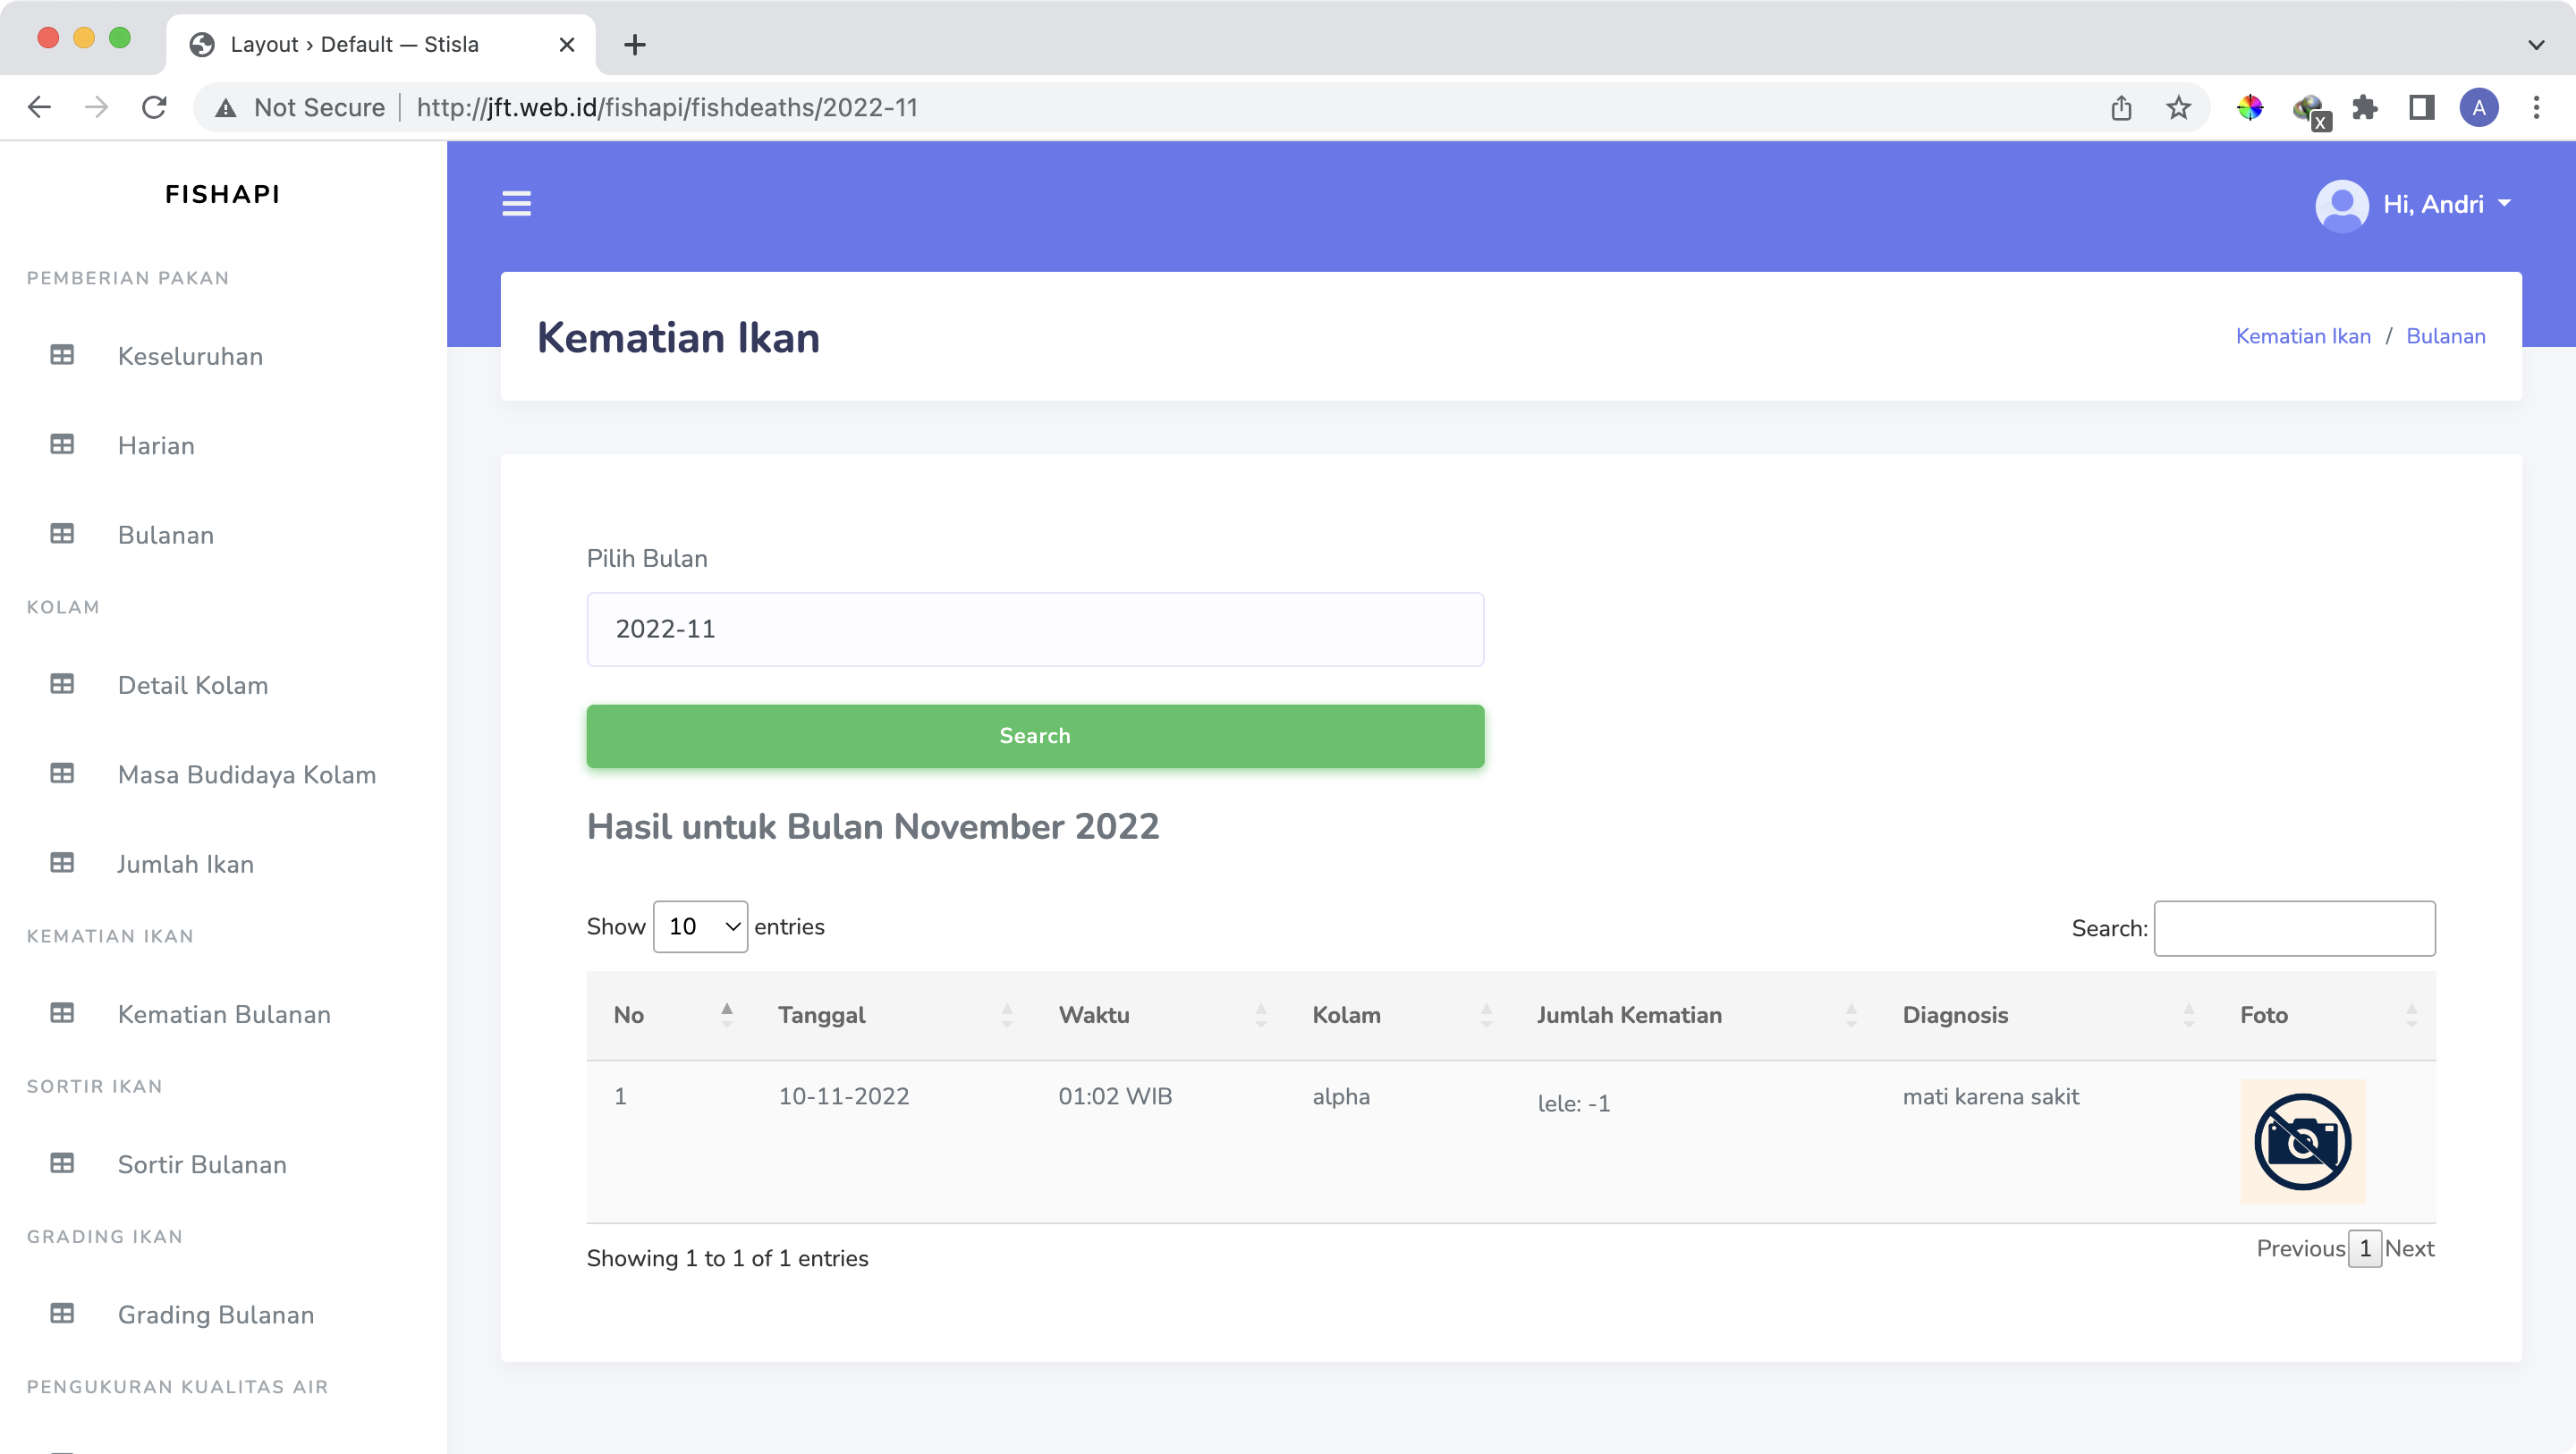 Layout › Default — Stisla
Not Secure
http://jft.web.id/fishapi/fishdeaths/2022-11
X
A
FISHAPI
Hi, Andri
PEMBERIAN PAKAN
Keseluruhan
Harian
Bulanan
KOLAM
Detail Kolam
Masa Budidaya Kolam
Jumlah Ikan
KEMATIAN IKAN
Kematian Bulanan
SORTIR IKAN
Sortir Bulanan
GRADING IKAN
Grading Bulanan
PENGUKURAN KUALITAS AIR
Kematian Ikan
Kematian Ikan / Bulanan
Pilih Bulan
2022-11
Search
Hasil untuk Bulan November 2022
Show 10 entries
Search:
No Tanggal Waktu Kolam Jumlah Kematian Diagnosis Foto
1 10-11-2022 01:02 WIB alpha lele: -1 mati karena sakit
Showing 1 to 1 of 1 entries
Previous 1 Next